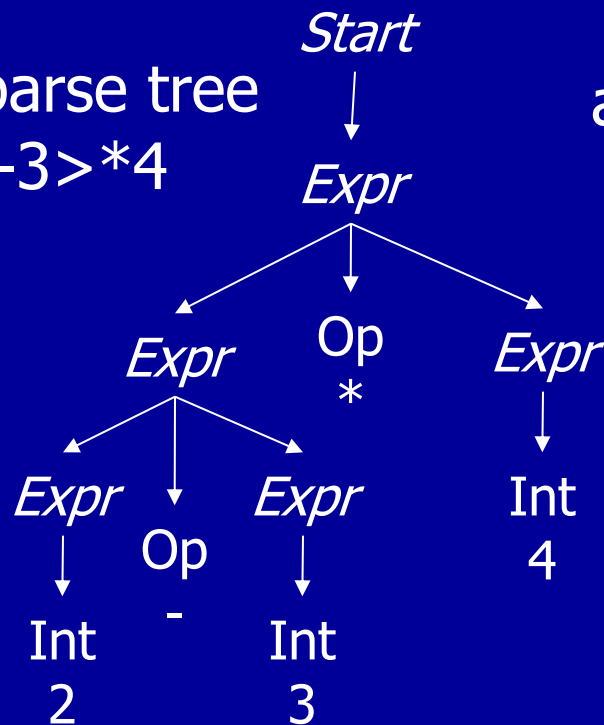 Start
parse tree
-3>*4
Expr
Expr
Op
*
Expr
Expr
Op
-
Expr
Int
4
Int
2
Int
3